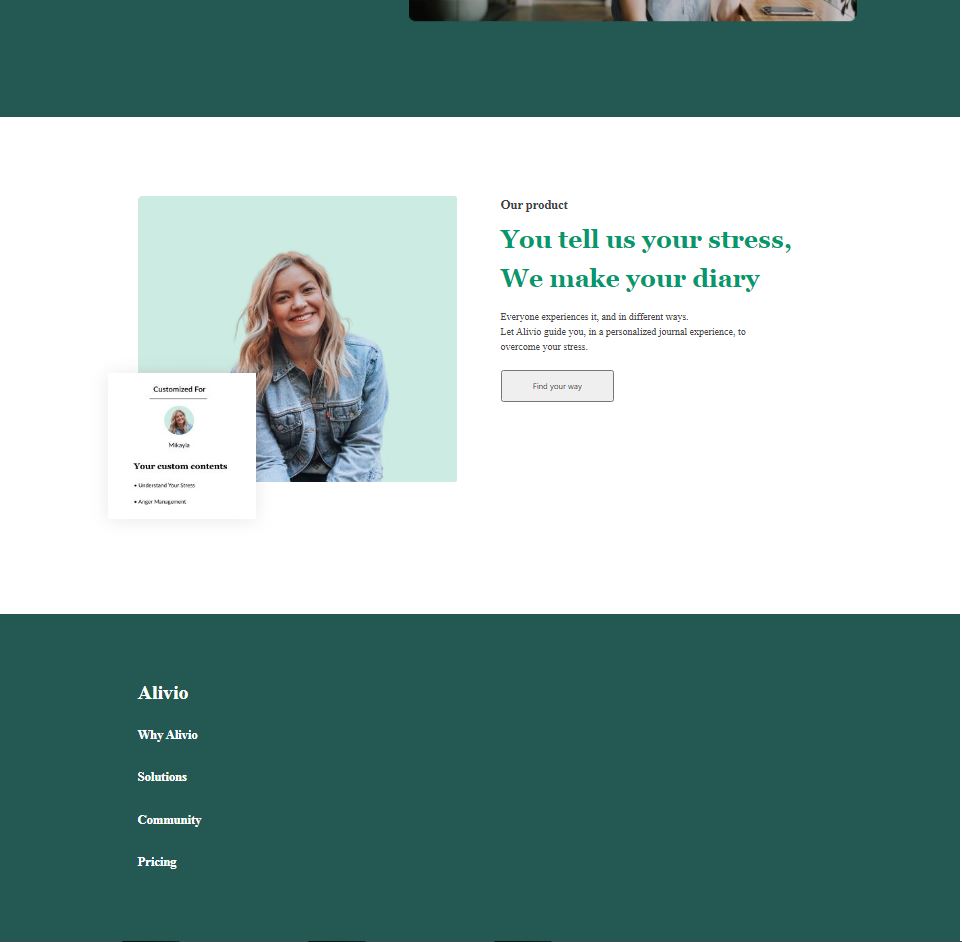 Our product
You tell us your stress,
We make your diary
Everyone experiences it, and in different ways.
Let Alivio guide you, in a personalized journal experience, to
overcome your stress.
Find your way
Customized For
Mikayla
Your custom contents
• Understand Your Stress
• Anger Management
Alivio
Why Alivio
Solutions
Community
Pricing